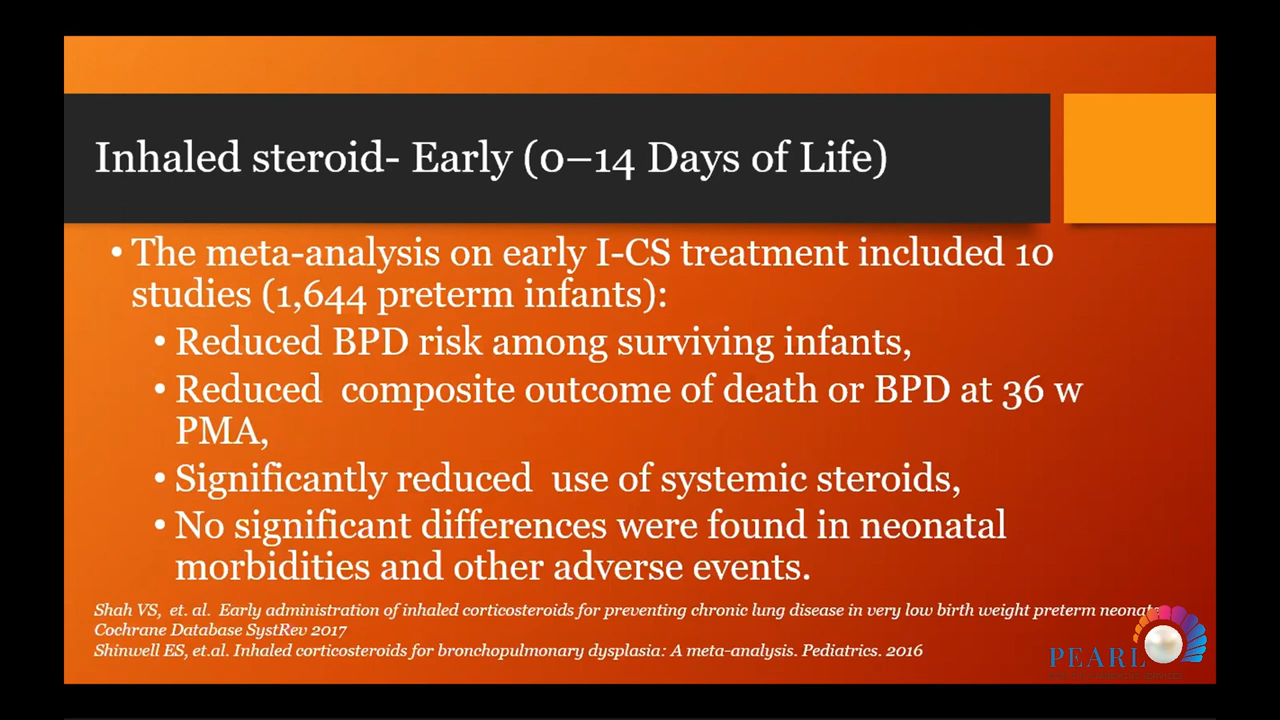 Inhaled steroid- Early (0–14 Days of Life)
• The meta-analysis on early I-CS treatment included 10
studies (1,644 preterm infants):
• Reduced BPD risk among surviving infants,
• Reduced  composite outcome of death or BPD at 36 w
PMA,
• Significantly reduced  use of systemic steroids,
• No significant differences were found in neonatal
morbidities and other adverse events.
Shah VS,  et. al.  Early administration of inhaled corticosteroids for preventing chronic lung disease in very low birth weight preterm
Cochrane Database SystRev 2017
Shinwell ES, et.al. Inhaled corticosteroids for bronchopulmonary dysplasia: A meta-analysis. Pediatrics. 2016
PEARL